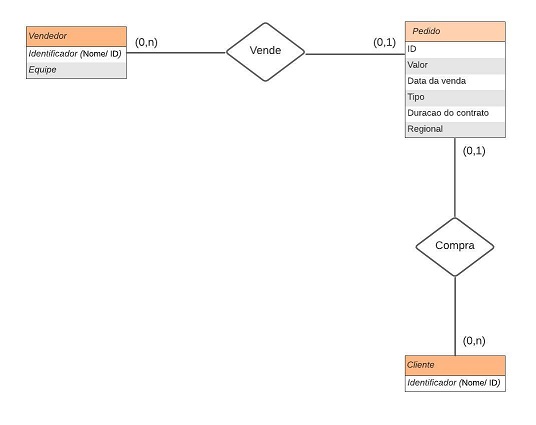 Vendedor
Identificador (Nome/ ID)
Equipe
(0,n)
Vende
(0,1)
Pedido
ID
Valor
Data da venda
Tipo
Duracao do contrato
Regional
(0,1)
Compra
(0,n)
Cliente
Identificador (Nome/ ID)